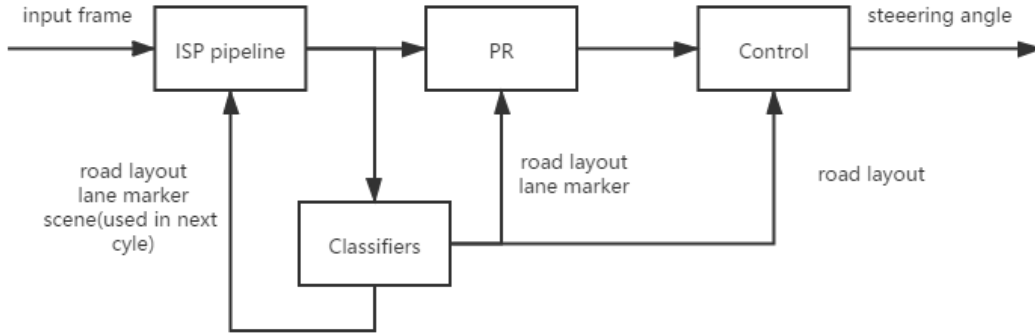 input frame
ISP pipeline
PR
Control
steeering angle
road layout
lane marker
scene(used in next
cyle)
road layout
lane marker
road layout
Classifiers